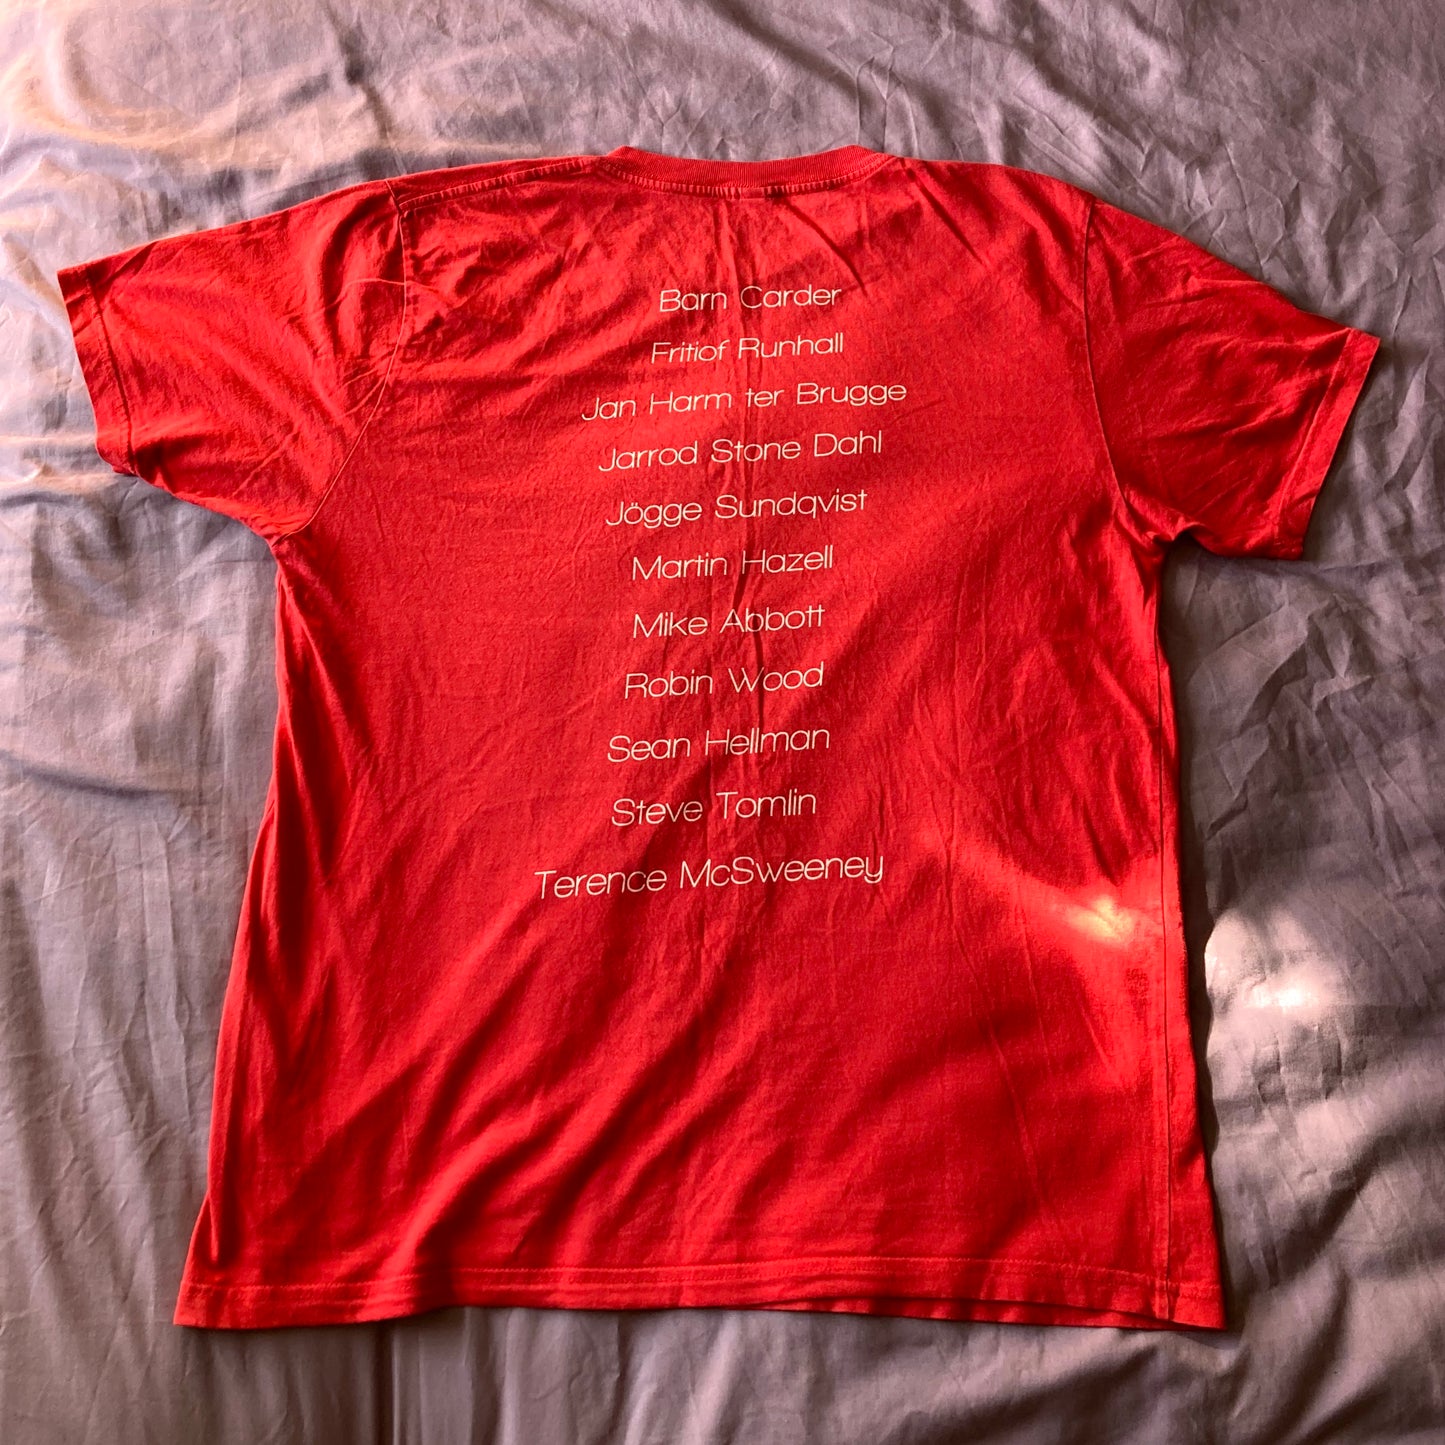 Barn Carder
Fritiof Runhall
Jan Harm ter Brugge
Jarrod Stone Dahl
Jögge Sundqvist
Martin Hazell
Mike Abbott
Robin Wood
Sean Hellman
Steve Tomlin
Terence McSweeney